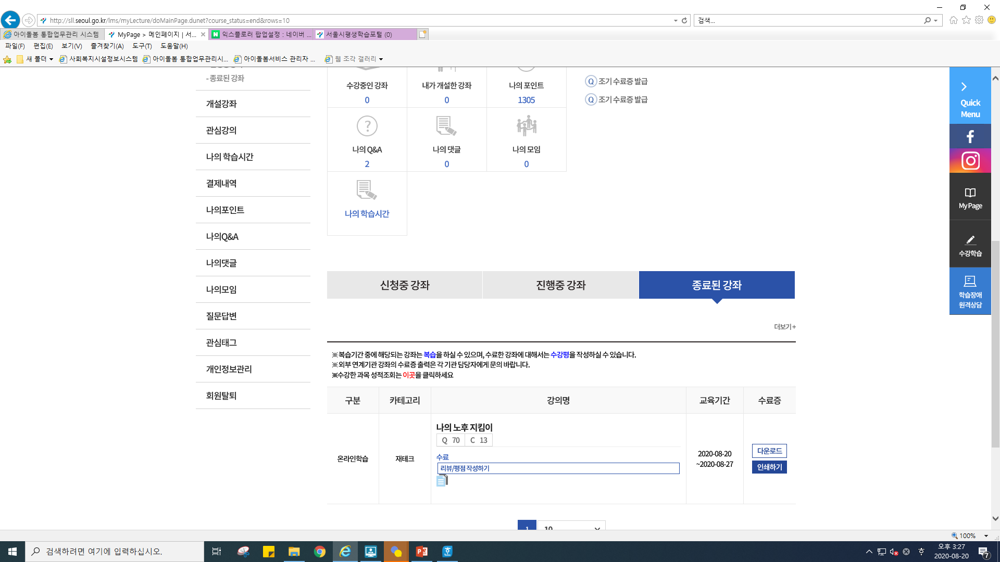 http://sll.seoul.go.kr/lms/myLecture/doMainPage.dunet?course_status=end&rows=10
검색...
아이돌봄 통합업무관리 시스템
MyPage > 메인페이지 | 서...
익스플로러 팝업설정 : 네이버 ...
서울시평생학습포털 (0)
파일(F) 편집(E) 보기(V) 즐겨찾기(A) 도구(T) 도움말(H)
새 폴더
사회복지시설정보시스템
아이돌봄 통합업무관리시...
아이돌봄서비스 관리자 ...
웹 조각 갤러리
- 종료된 강좌
개설강좌
관심강의
나의 학습시간
결제내역
나의포인트
나의Q&A
나의댓글
나의모임
질문답변
관심태그
개인정보관리
회원탈퇴
수강중인 강좌
0
내가 개설한 강좌
0
나의 포인트
1305
나의 Q&A
2
나의 댓글
0
나의 모임
0
나의 학습시간
Q 조기 수료증 발급
Q 조기 수료증 발급
신청중 강좌
진행중 강좌
종료된 강좌
더보기 +
※ 복습기간 중에 해당되는 강좌는 복습을 하실 수 있으며, 수료한 강좌에 대해서는 수강평을 작성하실 수 있습니다.
※ 외부 연계기관 강좌의 수료증 출력은 각 기관 담당자에게 문의 바랍니다.
※수강한 과목 성적조회는 이곳을 클릭하세요
구분 카테고리 강의명 교육기간 수료증
온라인학습
재테크
나의 노후 지킴이
Q 70 C 13
수료
리뷰/평점 작성하기
2020-08-20
~2020-08-27
다운로드
인쇄하기
1
10
Quick
Menu
My Page
수강학습
학습장애
원격상담
100%
검색하려면 여기에 입력하십시오.
오후 3:27
2020-08-20
7